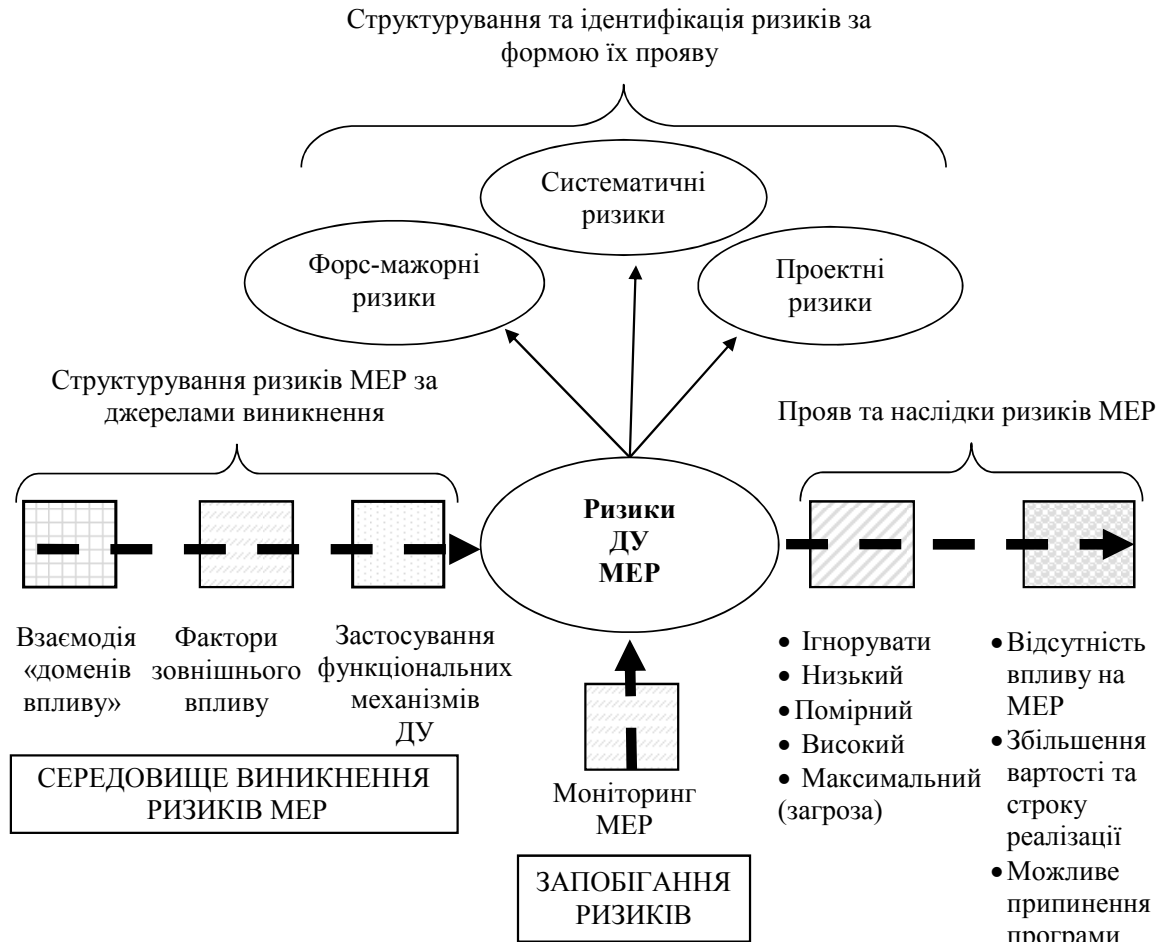 Структурування та ідентифікація ризиків за
формою їх прояву
Систематичні
ризики
Форс-мажорні
ризики
Проектні
ризики
Структурування ризиків МЕР за
джерелами виникнення
Прояв та наслідки ризиків МЕР
Ризики
ДУ
МЕР
Взаємодія
«доменів
впливу»
Фактори
зовнішнього
впливу
Застосування
функціональних
механізмів
ДУ
СЕРЕДОВИЩЕ ВИНИКНЕННЯ
РИЗИКІВ МЕР
Моніторинг
МЕР
ЗАПОБІГАННЯ
РИЗИКІВ
• Ігнорувати
• Низький
• Помірний
• Високий
• Максимальний
(загроза)
• Відсутність
впливу на
МЕР
• Збільшення
вартості та
строку
реалізації
• Можливе
припинення
програми